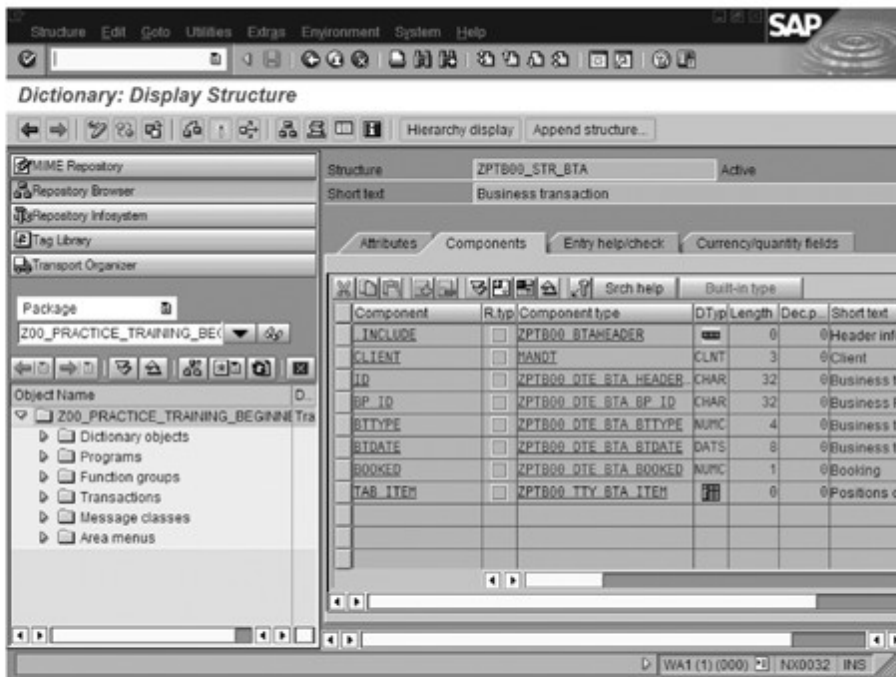 Structure Edit Goto Utilities Extras Environment System Help
SAP
Dictionary: Display Structure
Hierarchy display Append structure...
MIME Repository
Repository Browser
Repository Infosystem
Tag Library
Transport Organizer
Package
Z00_PRACTICE_TRAINING_BEG
Object Name D..
Z00_PRACTICE_TRAINING_BEGINNE Tra
Dictionary objects
Programs
Function groups
Transactions
Message classes
Area menus
Structure ZPTB00_STR_BTA Active
Short text Business transaction
Attributes Components Entry help/check Currency/quantity fields
Srch help Built-in type
Component R.typ Component type DTyp Length Dec.p... Short text
.INCLUDE ZPTB00_BTAHEADER 0 0 Header inf
CLIENT MANDT CLNT 3 0 Client
ID ZPTB00_DTE_BTA_HEADER.. CHAR 32 0 Business t
BP_ID ZPTB00_DTE_BTA_BP_ID CHAR 32 0 Business
BTTYPE ZPTB00_DTE_BTA_BTTYPE NUMC 4 0 Business t
BTDATE ZPTB00_DTE_BTA_BTDATE DATS 8 0 Business t
BOOKED ZPTB00_DTE_BTA_BOOKED NUMC 1 0 Booking
TAB_ITEM ZPTB00_TTY_BTA_ITEM 0 0 Positions o
WA1 (1) (000) NX0032 INS